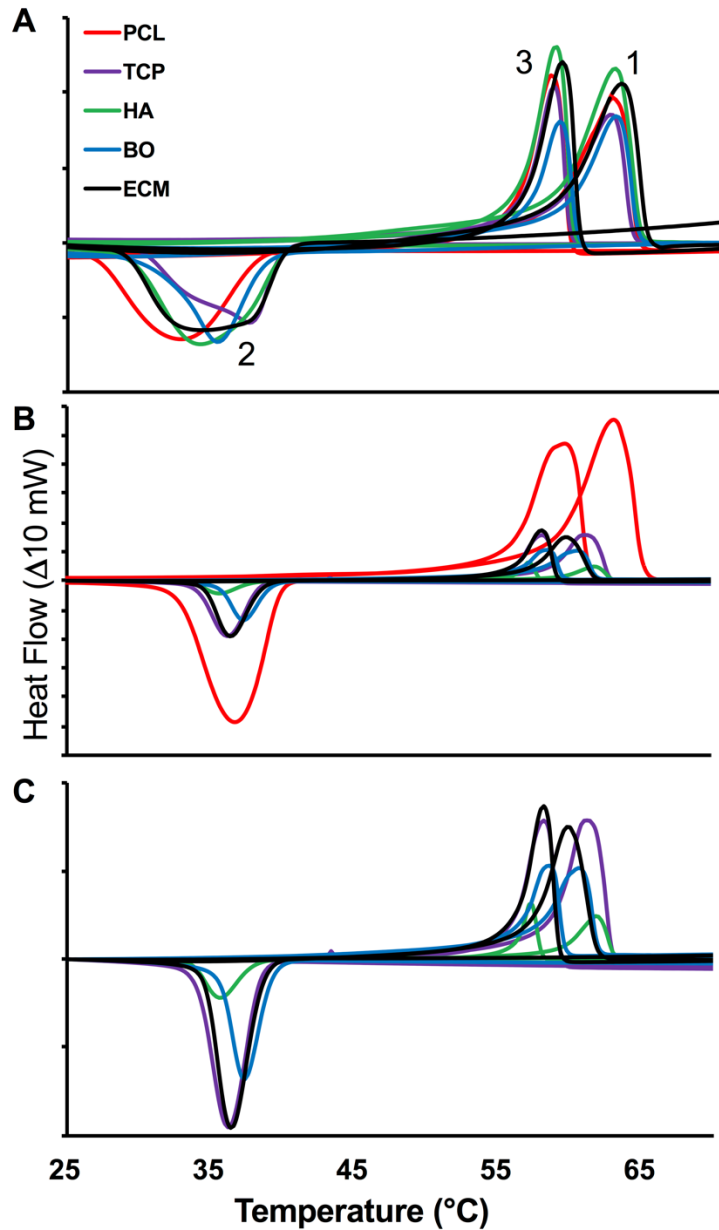 A
PCL
TCP
HA
BO
ECM
3
1
2
B
C
Heat Flow (Δ10 mW)
25
35
45
55
65
Temperature (°C)